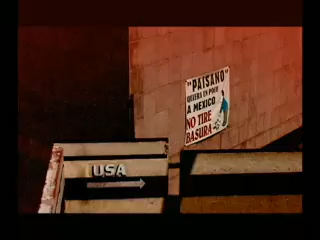 "PAISANO"
QUIERA UN POCO
A MEXICO
NO TIRE
BASURA
USA